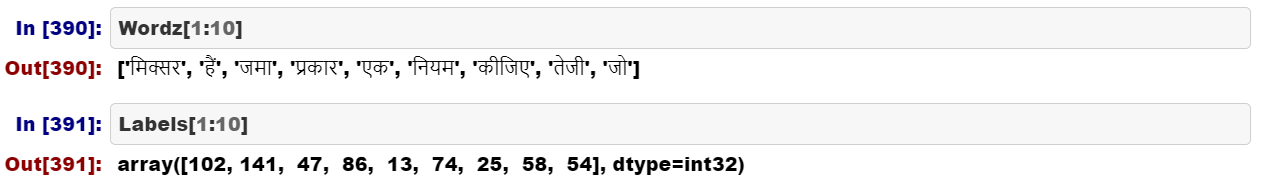 In [390]: Wordz[1:10]
Out[390]: ['मिक्सर', 'हैं', 'जमा', 'प्रकार', 'एक', 'नियम', 'कीजिए', 'तेजी', 'जो']
In [391]: Labels[1:10]
Out[391]: array([102, 141,  47,  86,  13,  74,  25,  58,  54], dtype=int32)